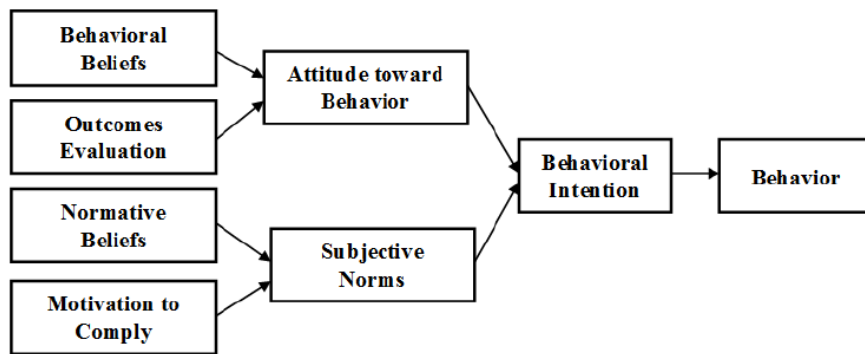 Behavioral
Beliefs
Outcomes
Evaluation
Normative
Beliefs
Motivation to
Comply
Attitude toward
Behavior
Subjective
Norms
Behavioral
Intention
Behavior